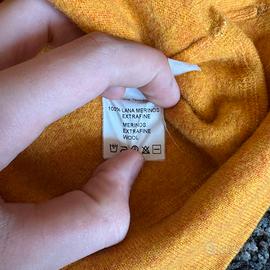 100% LANA MERINOS
EXTRAFINE
MERINOS
EXTRAFINE
WOOL